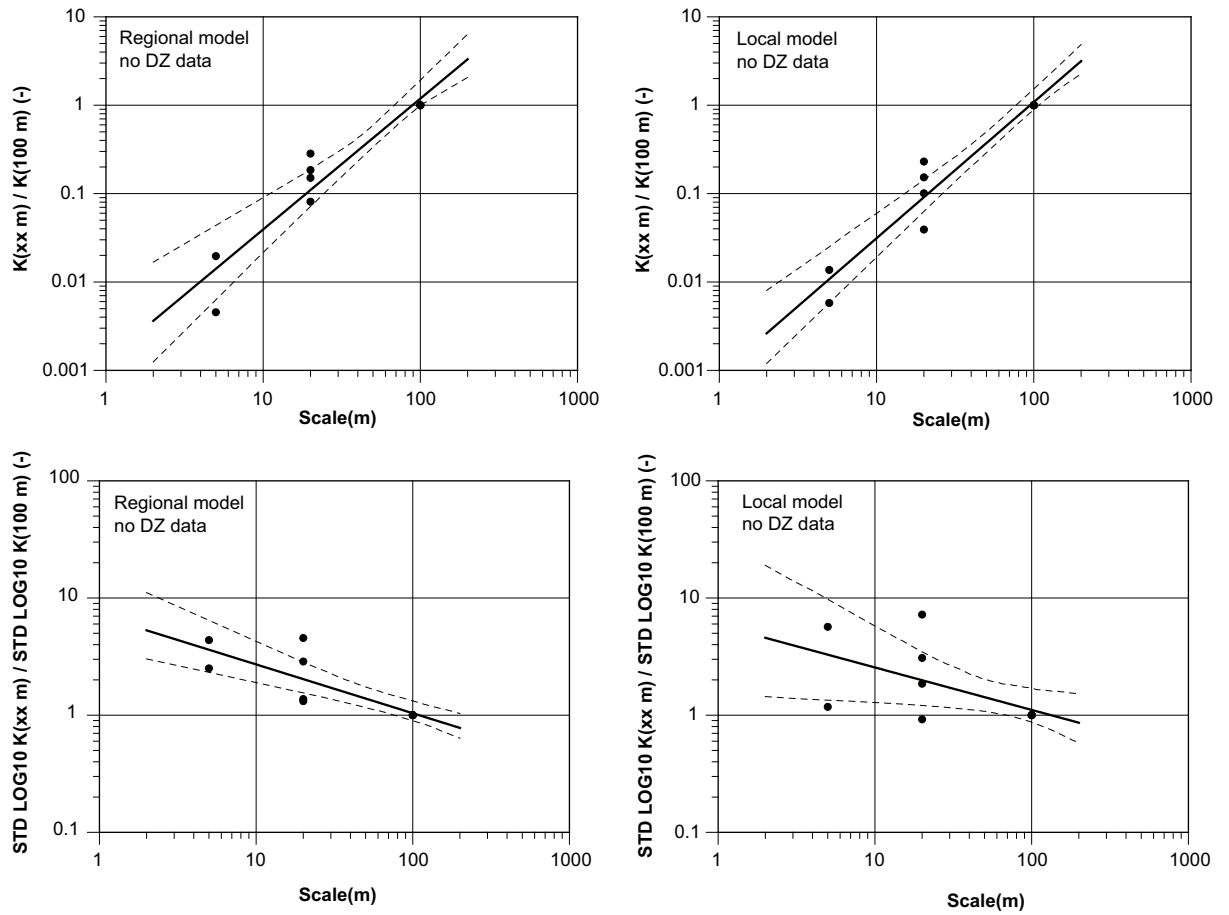 Regional model
no DZ data
K(xx m) / K(100 m) (-)
10
1
0.1
0.01
0.001
1
10
100
1000
Scale(m)
Local model
no DZ data
K(xx m) / K(100 m) (-)
10
1
0.1
0.01
0.001
1
10
100
1000
Scale(m)
Regional model
no DZ data
STD LOG10 K(xx m) / STD LOG10 K(100 m) (-)
100
10
1
0.1
1
10
100
1000
Scale(m)
Local model
no DZ data
STD LOG10 K(xx m) / STD LOG10 K(100 m) (-)
100
10
1
0.1
1
10
100
1000
Scale(m)